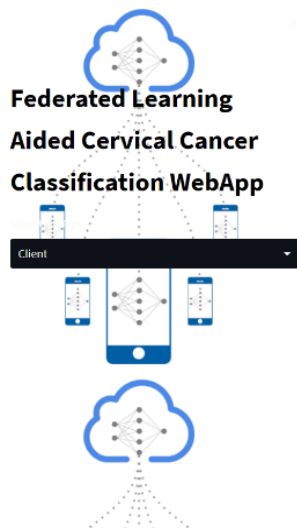 Federated Learning
Aided Cervical Cancer
Classification WebApp
Client